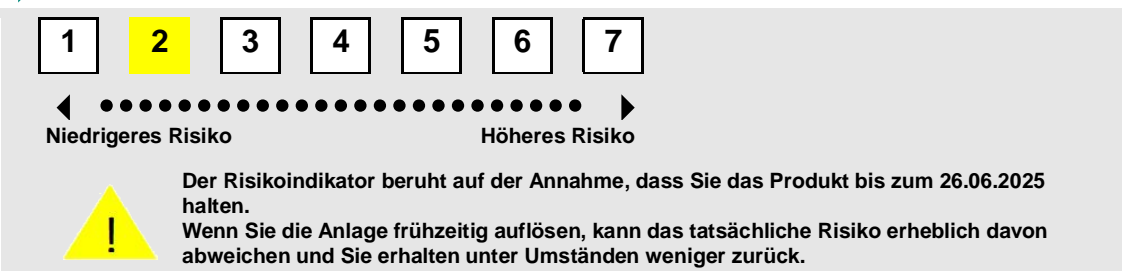 1 2 3 4 5 6 7
Niedrigeres Risiko Höheres Risiko
Der Risikoindikator beruht auf der Annahme, dass Sie das Produkt bis zum 26.06.2025
halten.
!
Wenn Sie die Anlage frühzeitig auflösen, kann das tatsächliche Risiko erheblich davon
abweichen und Sie erhalten unter Umständen weniger zurück.